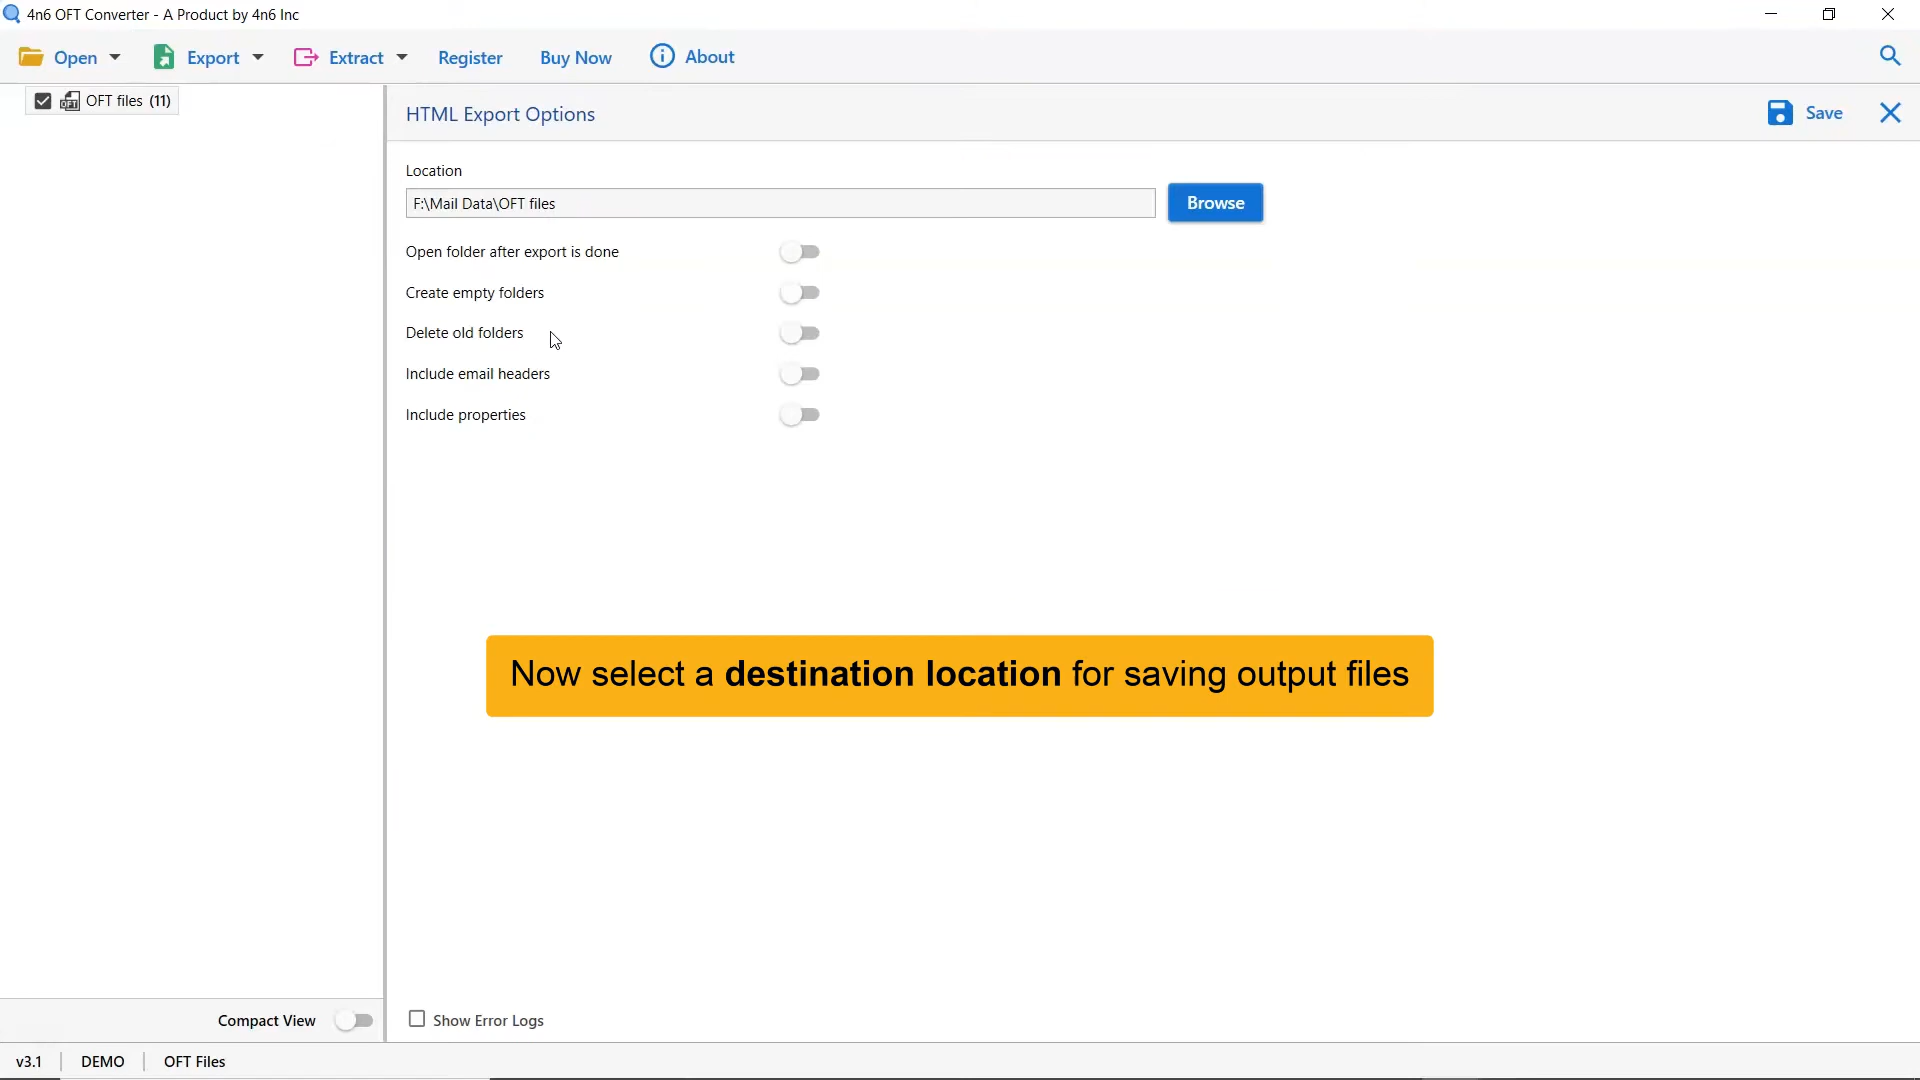 4n6 OFT Converter - A Product by 4n6 Inc
Open Export Extract Register Buy Now About
OFT files (11)
HTML Export Options
Save
Location
F:\Mail Data\OFT files
Browse
Open folder after export is done
Create empty folders
Delete old folders
Include email headers
Include properties
Now select a destination location for saving output files
Compact View
Show Error Logs
v3.1 DEMO OFT Files